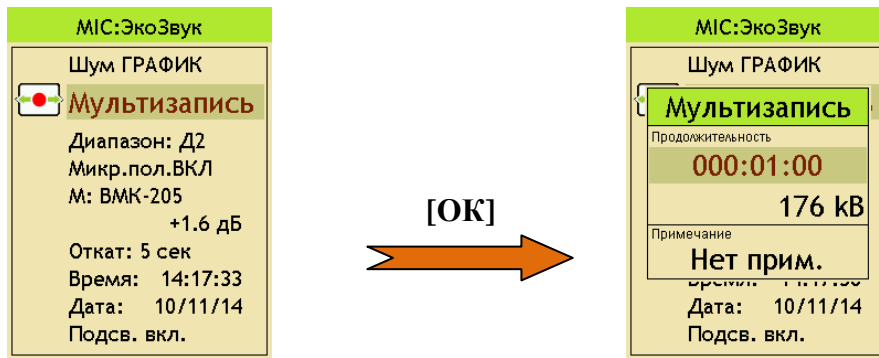 MIC:ЭкоЗвук
Шум ГРАФИК
Мультизапись
Диапазон: Д2
Микр.пол.ВКЛ
М: ВМК-205
+1.6 дБ
Откат: 5 сек
Время: 14:17:33
Дата: 10/11/14
Подсв. вкл.
[OK]
MIC:ЭкоЗвук
Шум ГРАФИК
Мультизапись
Продолжительность
000:01:00
176 kB
Примечание
Нет прим.
Дата: 10/11/14
Подсв. вкл.